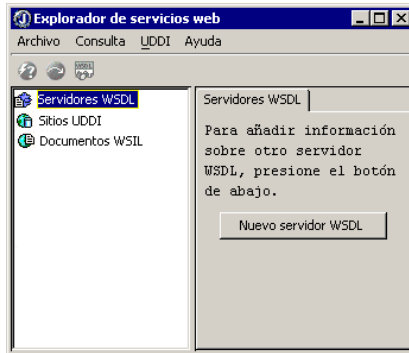 Explorador de servicios web
Archivo Consulta UDDI Ayuda
WSDL
Servidores WSDL
Sitios UDDI
Documentos WSIL
Servidores WSDL
Para añadir información
sobre otro servidor
WSDL, presione el botón
de abajo.
Nuevo servidor WSDL